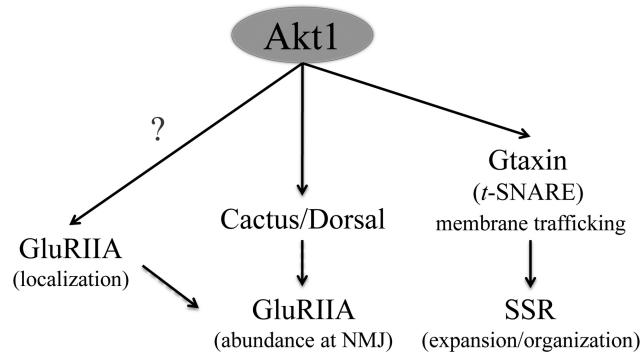 Akt1
?
Gtaxin
(t-SNARE)
membrane trafficking
Cactus/Dorsal
GluRIIA
(localization)
GluRIIA
(abundance at NMJ)
SSR
(expansion/organization)